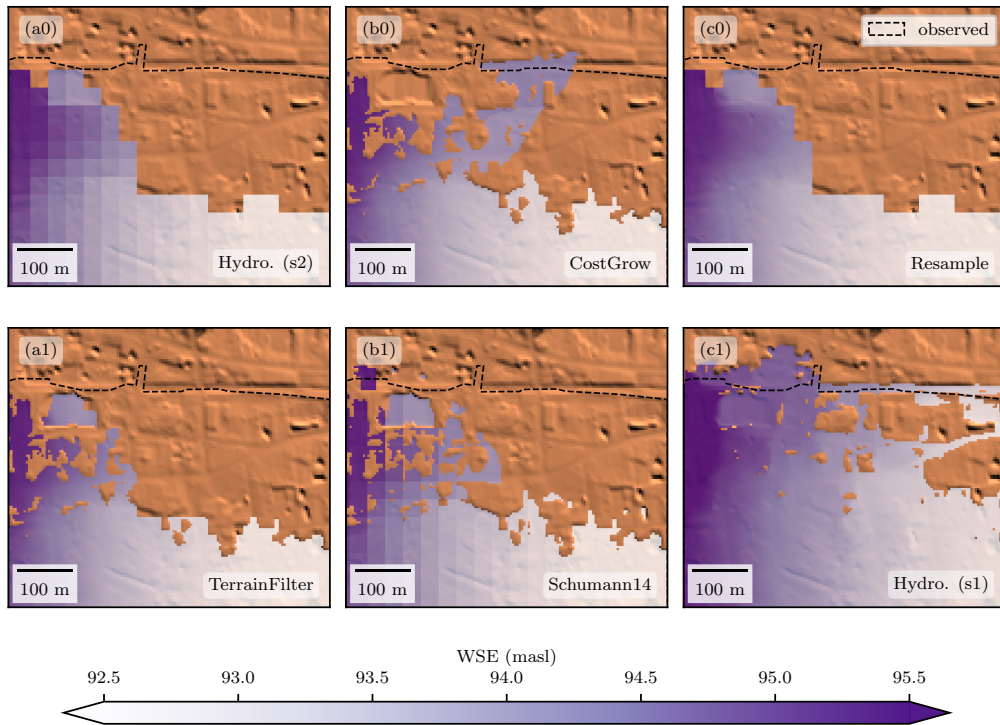 (a0)
100 m
Hydro. (s2)
(b0)
100 m
CostGrow
(c0)
observed
100 m
Resample
(a1)
100 m
TerrainFilter
(b1)
100 m
Schumann14
(c1)
100 m
Hydro. (s1)
WSE (masl)
92.5 93.0 93.5 94.0 94.5 95.0 95.5